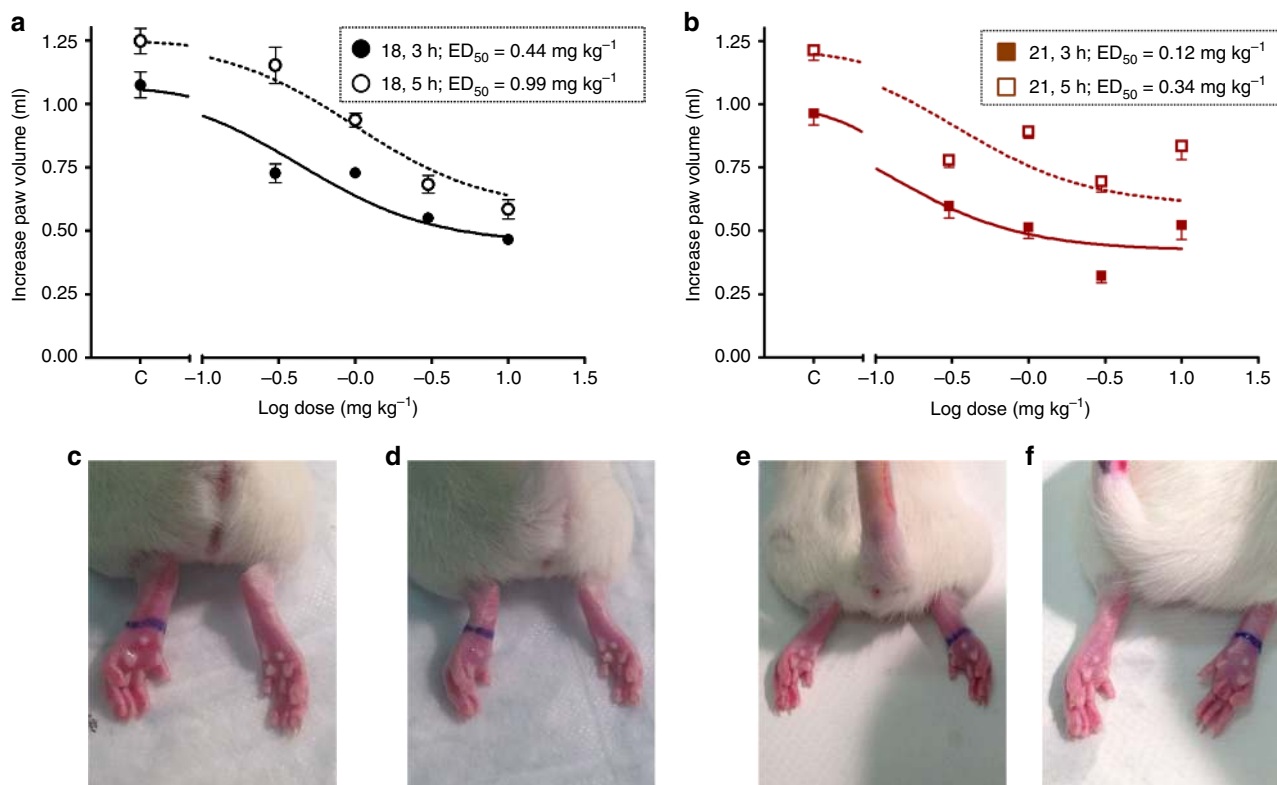 a
1.25
1.00
0.75
0.50
0.25
0.00
Increase paw volume (ml)
18, 3 h; ED₅₀ = 0.44 mg kg⁻¹
18, 5 h; ED₅₀ = 0.99 mg kg⁻¹
C –1.0 –0.5 –0.0 –0.5 1.0 1.5
Log dose (mg kg⁻¹)
b
1.25
1.00
0.75
0.50
0.25
0.00
Increase paw volume (ml)
21, 3 h; ED₅₀ = 0.12 mg kg⁻¹
21, 5 h; ED₅₀ = 0.34 mg kg⁻¹
C –1.0 –0.5 –0.0 –0.5 1.0 1.5
Log dose (mg kg⁻¹)
c
d
e
f